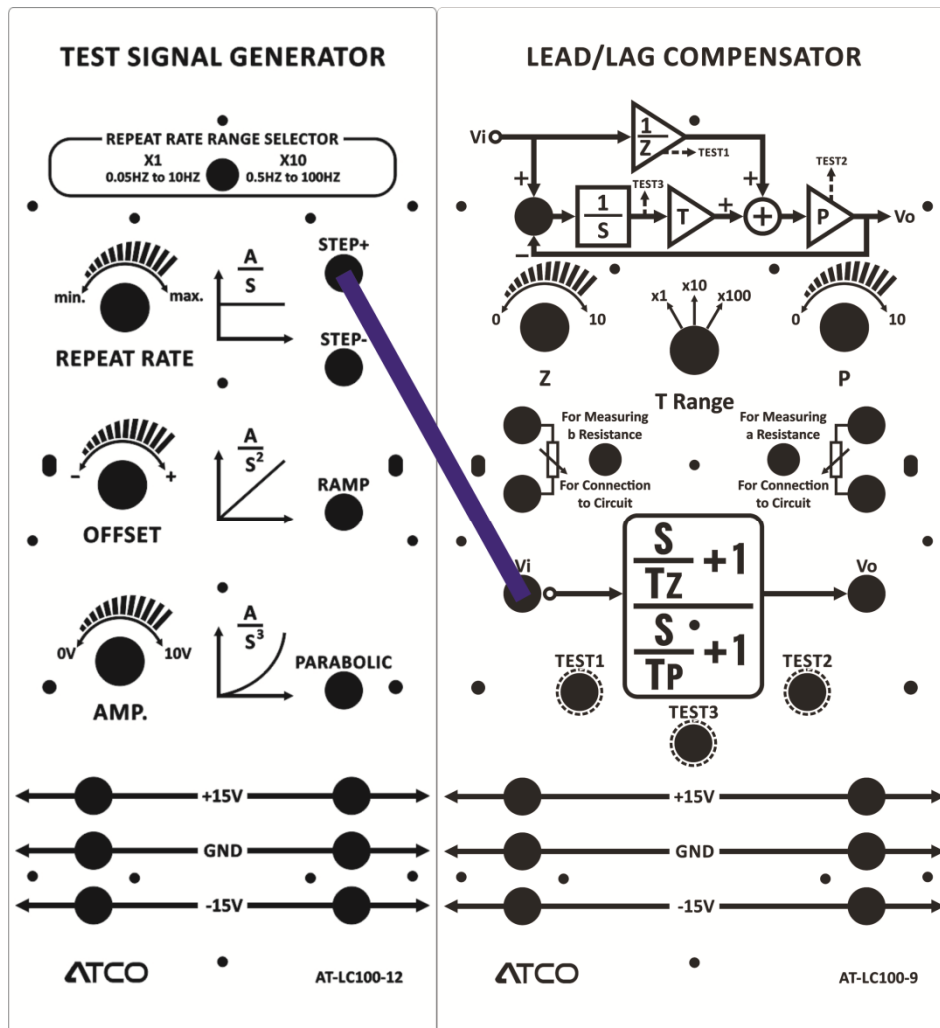 TEST SIGNAL GENERATOR
REPEAT RATE RANGE SELECTOR
X1 X10
0.05HZ to 10HZ 0.5HZ to 100HZ
STEP+
A
S
min. max.
REPEAT RATE
STEP-
A
S²
- +
OFFSET
RAMP
A
S³
0V 10V
AMP.
PARABOLIC
+15V
GND
-15V
ATCO AT-LC100-12
LEAD/LAG COMPENSATOR
Vi
1
Z
TEST1
TEST2
+
+
TEST3
1
S
T
+
+
P
Vo
-
0 10
Z
x1 x10 x100
T Range
0 10
P
For Measuring
b Resistance
For Connection
to Circuit
For Measuring
a Resistance
For Connection
to Circuit
Vi
S
TZ
+1
S
TP
+1
Vo
TEST1
TEST2
TEST3
+15V
GND
-15V
ATCO AT-LC100-9